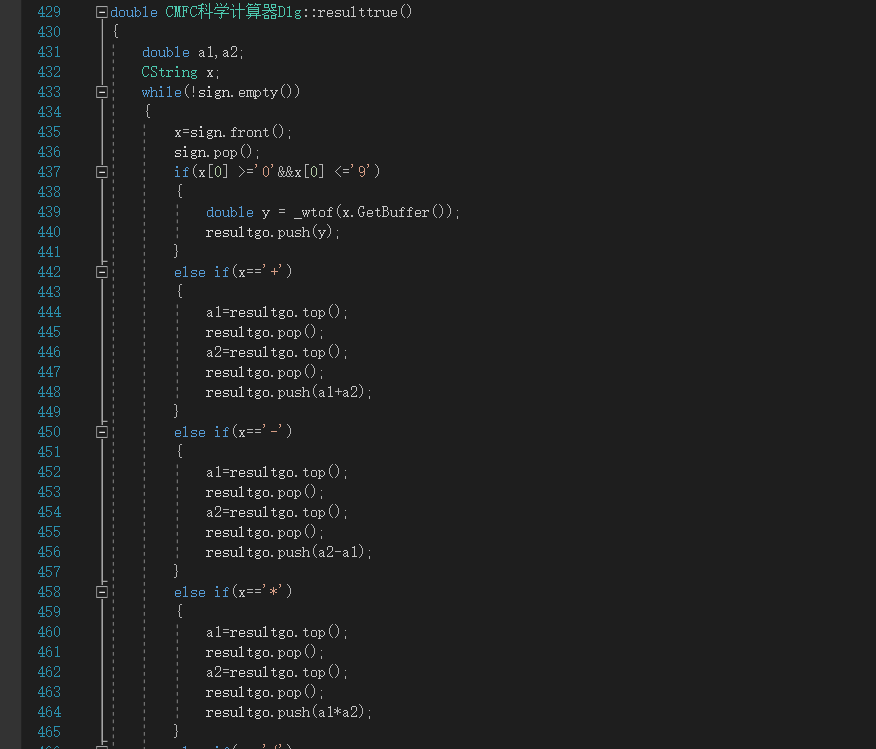 429 double CMFC科学计算器Dlg::resulttrue()
430 {
431 double a1,a2;
432 CString x;
433 while(!sign.empty())
434 {
435 x=sign.front();
436 sign.pop();
437 if(x[0] >='0'&&x[0] <='9')
438 {
439 double y = _wtof(x.GetBuffer());
440 resultgo.push(y);
441 }
442 else if(x=='+')
443 {
444 a1=resultgo.top();
445 resultgo.pop();
446 a2=resultgo.top();
447 resultgo.pop();
448 resultgo.push(a1+a2);
449 }
450 else if(x=='-')
451 {
452 a1=resultgo.top();
453 resultgo.pop();
454 a2=resultgo.top();
455 resultgo.pop();
456 resultgo.push(a2-a1);
457 }
458 else if(x=='*')
459 {
460 a1=resultgo.top();
461 resultgo.pop();
462 a2=resultgo.top();
463 resultgo.pop();
464 resultgo.push(a1*a2);
465 }